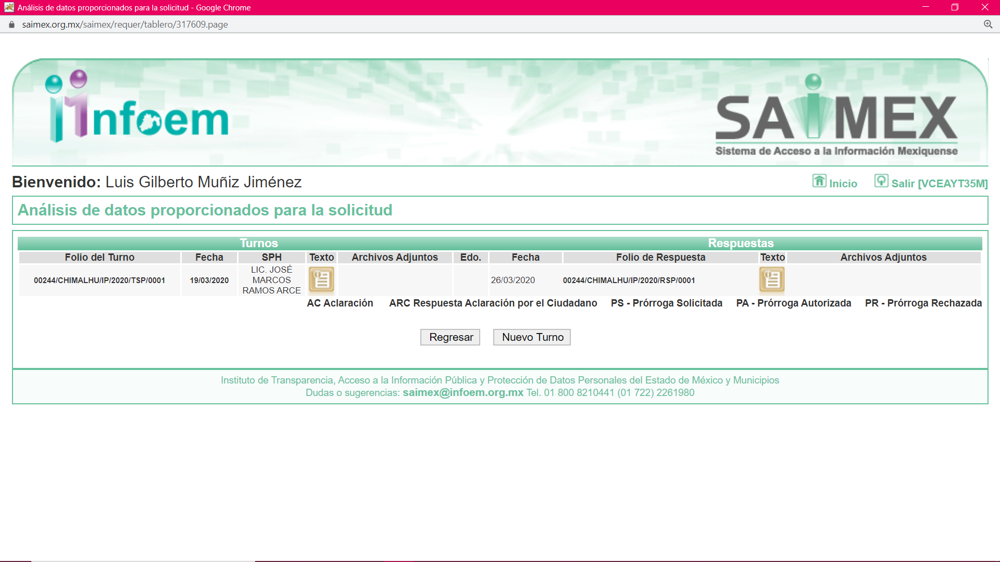 Análisis de datos proporcionados para la solicitud - Google Chrome
saimex.org.mx/saimex/requer/tablero/317609.page
infoem
SAIMEX
Sistema de Acceso a la Información Mexiquense
Bienvenido: Luis Gilberto Muñiz Jiménez
Inicio Salir [VCEAYT35M]
Análisis de datos proporcionados para la solicitud
Turnos Respuestas
Folio del Turno Fecha SPH Texto Archivos Adjuntos Edo. Fecha Folio de Respuesta Texto Archivos Adjuntos
00244/CHIMALHU/IP/2020/TSP/0001 19/03/2020 LIC. JOSÉ MARCOS RAMOS ARCE 26/03/2020 00244/CHIMALHU/IP/2020/RSP/0001
AC Aclaración ARC Respuesta Aclaración por el Ciudadano PS - Prórroga Solicitada PA - Prórroga Autorizada PR - Prórroga Rechazada
Regresar Nuevo Turno
Instituto de Transparencia, Acceso a la Información Pública y Protección de Datos Personales del Estado de México y Municipios
Dudas o sugerencias: saimex@infoem.org.mx Tel. 01 800 8210441 (01 722) 2261980